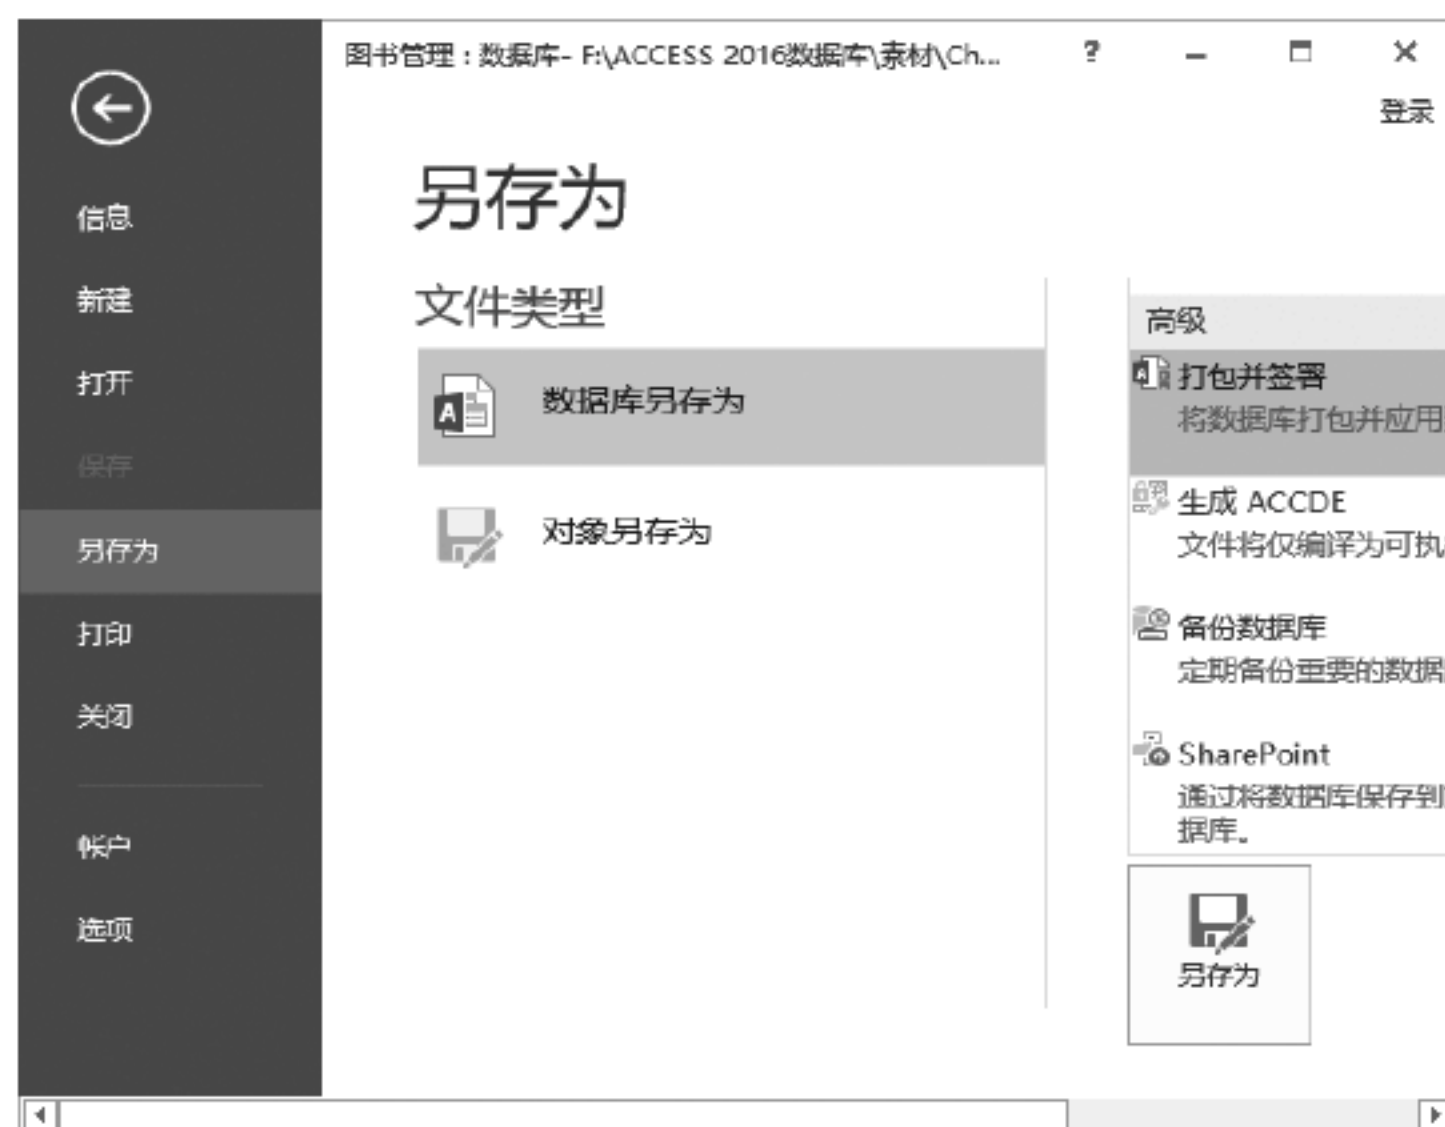 图书管理：数据库- F:\ACCESS 2016数据库\素材\Ch...
?
登录
信息
新建
打开
保存
另存为
打印
关闭
帐户
选项
另存为
文件类型
数据库另存为
对象另存为
高级
打包并签署
将数据库打包并应用
生成 ACCDE
文件将仅编译为可执
备份数据库
定期备份重要的数据
SharePoint
通过将数据库保存到
据库。
另存为